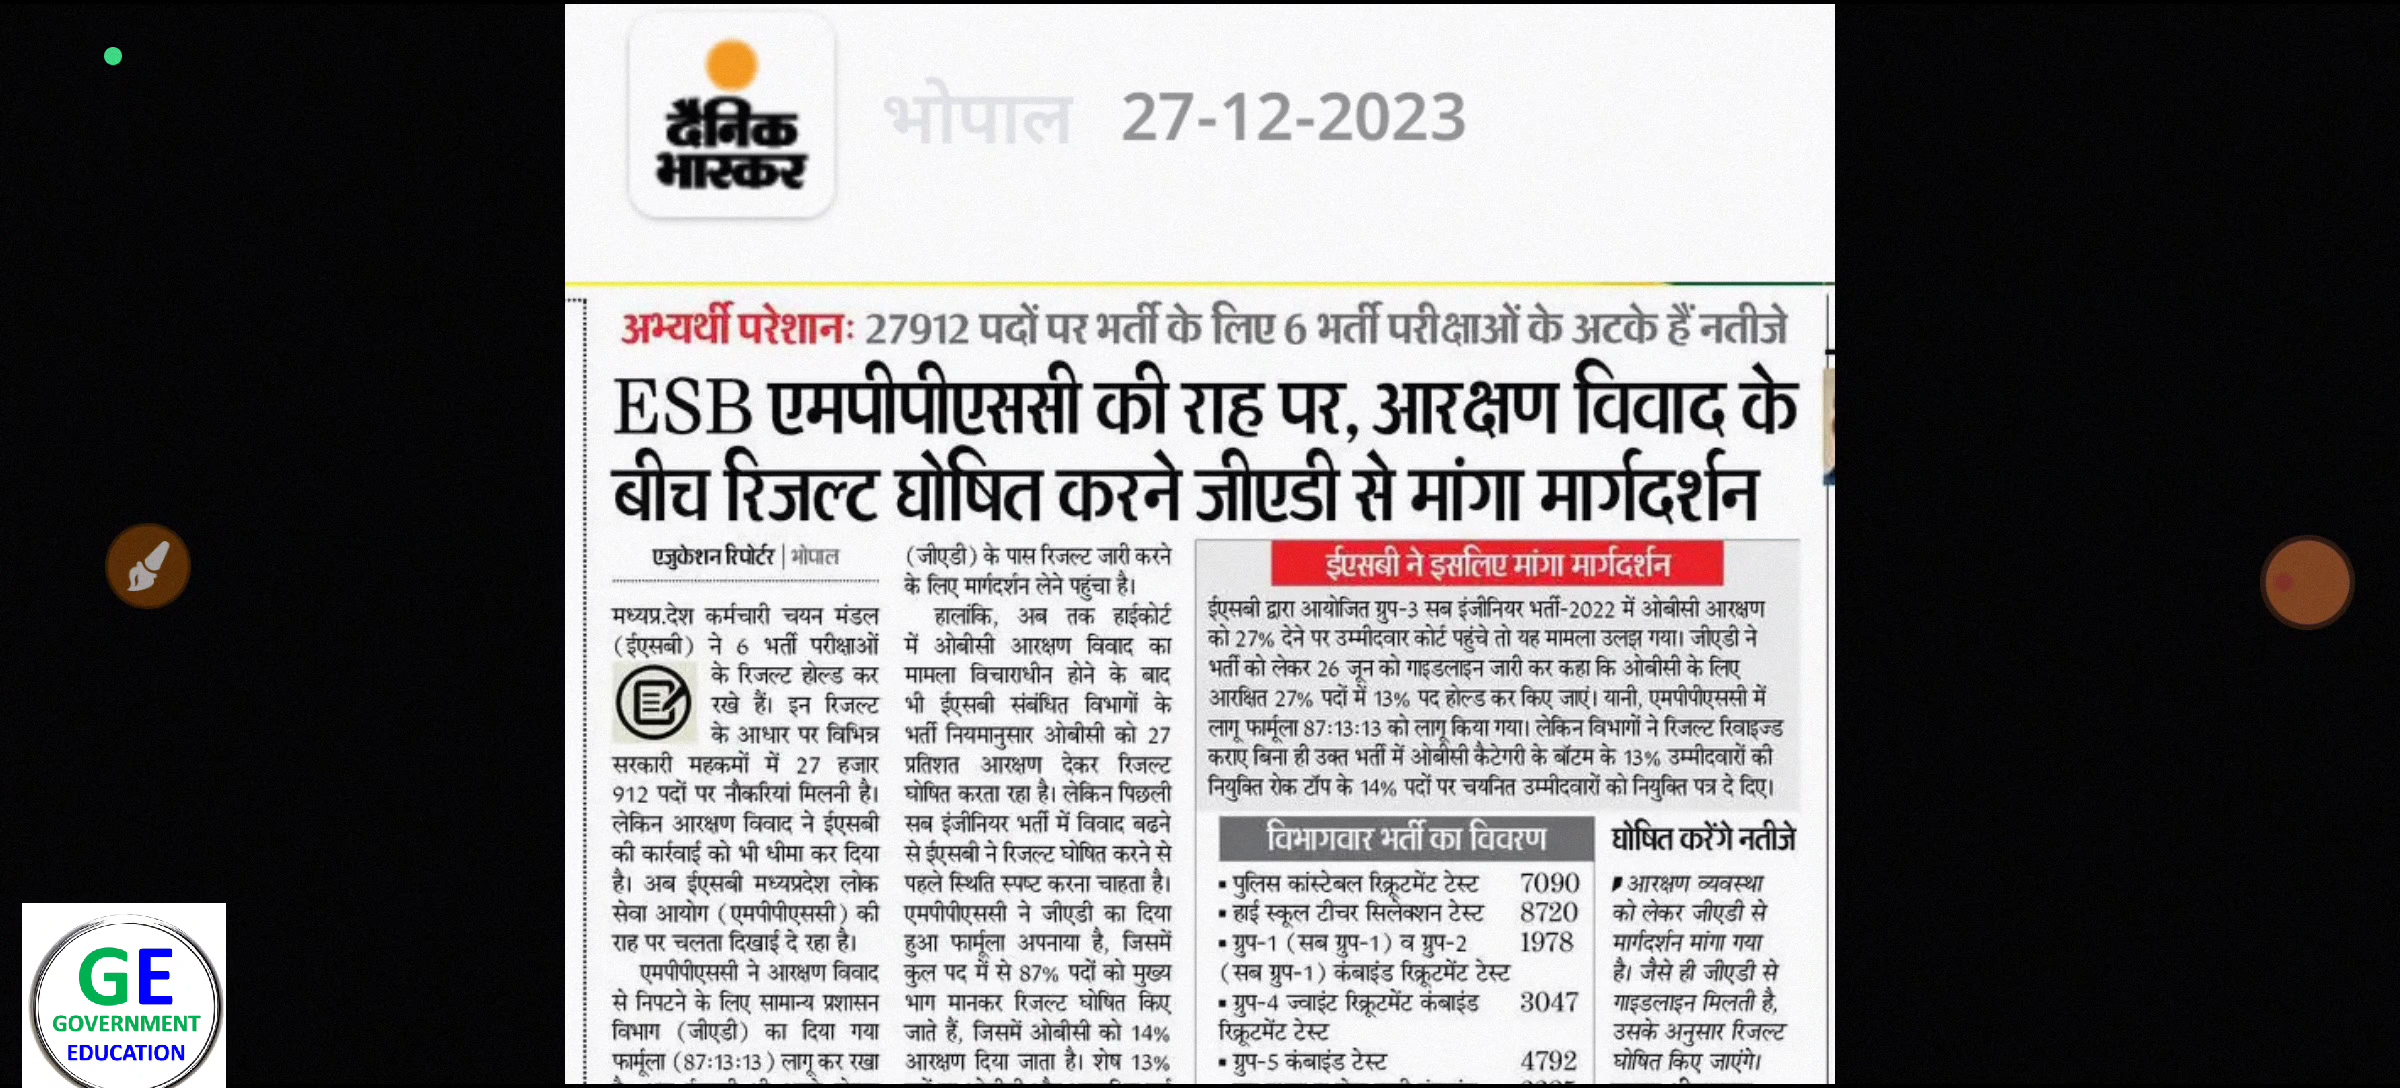 दैनिक
भास्कर
भोपाल 27-12-2023
अभ्यर्थी परेशान: 27912 पदों पर भर्ती के लिए 6 भर्ती परीक्षाओं के अटके हैं नतीजे
ESB एमपीपीएससी की राह पर, आरक्षण विवाद के
बीच रिजल्ट घोषित करने जीएडी से मांगा मार्गदर्शन
एजुकेशन रिपोर्टर | भोपाल
मध्यप्र.देश कर्मचारी चयन मंडल
(ईएसबी) ने 6 भर्ती परीक्षाओं
के रिजल्ट होल्ड कर
रखे हैं। इन रिजल्ट
के आधार पर विभिन्न
सरकारी महकमों में 27 हजार
912 पदों पर नौकरियां मिलनी है।
लेकिन आरक्षण विवाद ने ईएसबी
की कार्रवाई को भी धीमा कर दिया
है। अब ईएसबी मध्यप्रदेश लोक
सेवा आयोग (एमपीपीएससी) की
राह पर चलता दिखाई दे रहा है।
एमपीपीएससी ने आरक्षण विवाद
से निपटने के लिए सामान्य प्रशासन
विभाग (जीएडी) का दिया गया
फार्मूला (87:13:13) लागू कर रखा
(जीएडी) के पास रिजल्ट जारी करने
के लिए मार्गदर्शन लेने पहुंचा है।
हालांकि, अब तक हाईकोर्ट
में ओबीसी आरक्षण विवाद का
मामला विचाराधीन होने के बाद
भी ईएसबी संबंधित विभागों के
भर्ती नियमानुसार ओबीसी को 27
प्रतिशत आरक्षण देकर रिजल्ट
घोषित करता रहा है। लेकिन पिछली
सब इंजीनियर भर्ती में विवाद बढने
से ईएसबी ने रिजल्ट घोषित करने से
पहले स्थिति स्पष्ट करना चाहता है।
एमपीपीएससी ने जीएडी का दिया
हुआ फार्मूला अपनाया है, जिसमें
कुल पद में से 87% पदों को मुख्य
भाग मानकर रिजल्ट घोषित किए
जाते हैं, जिसमें ओबीसी को 14%
आरक्षण दिया जाता है। शेष 13%
ईएसबी ने इसलिए मांगा मार्गदर्शन
ईएसबी द्वारा आयोजित ग्रुप-3 सब इंजीनियर भर्ती-2022 में ओबीसी आरक्षण
को 27% देने पर उम्मीदवार कोर्ट पहुंचे तो यह मामला उलझ गया। जीएडी ने
भर्ती को लेकर 26 जून को गाइडलाइन जारी कर कहा कि ओबीसी के लिए
आरक्षित 27% पदों में 13% पद होल्ड कर किए जाएं। यानी, एमपीपीएससी में
लागू फार्मूला 87:13:13 को लागू किया गया। लेकिन विभागों ने रिजल्ट रिवाइज्ड
कराए बिना ही उक्त भर्ती में ओबीसी कैटेगरी के बॉटम के 13% उम्मीदवारों की
नियुक्ति रोक टॉप के 14% पदों पर चयनित उम्मीदवारों को नियुक्ति पत्र दे दिए।
विभागवार भर्ती का विवरण
▪ पुलिस कांस्टेबल रिक्रूटमेंट टेस्ट 7090
▪ हाई स्कूल टीचर सिलेक्शन टेस्ट 8720
▪ ग्रुप-1 (सब ग्रुप-1) व ग्रुप-2 1978
(सब ग्रुप-1) कंबाइंड रिक्रूटमेंट टेस्ट
▪ ग्रुप-4 ज्वाइंट रिक्रूटमेंट कंबाइंड 3047
रिक्रूटमेंट टेस्ट
▪ ग्रुप-5 कंबाइंड टेस्ट 4792
घोषित करेंगे नतीजे
आरक्षण व्यवस्था
को लेकर जीएडी से
मार्गदर्शन मांगा गया
है। जैसे ही जीएडी से
गाइडलाइन मिलती है,
उसके अनुसार रिजल्ट
घोषित किए जाएंगे।
GE
GOVERNMENT
EDUCATION